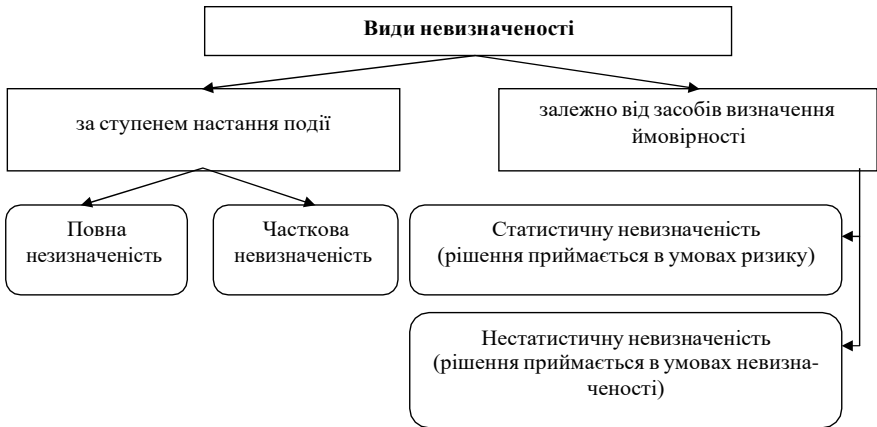 Види невизначеності
за ступенем настання події
залежно від засобів визначення
ймовірності
Повна
незизначеність
Часткова
невизначеність
Статистичну невизначеність
(рішення приймається в умовах ризику)
Нестатистичну невизначеність
(рішення приймається в умовах невизна-
ченості)